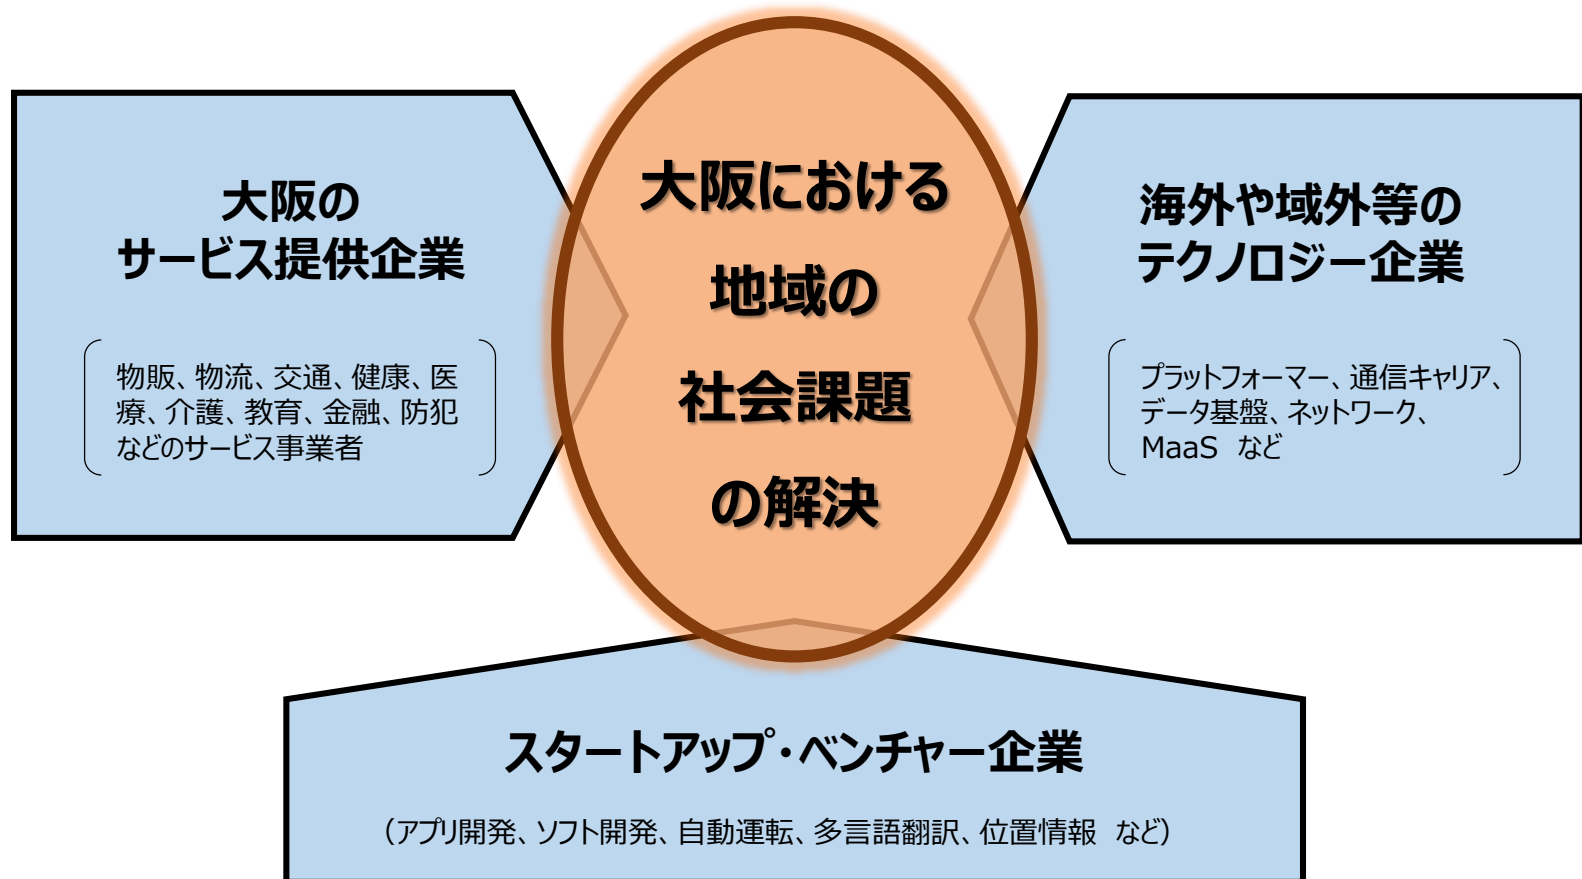 大阪の
サービス提供企業
物販、物流、交通、健康、医
療、介護、教育、金融、防犯
などのサービス事業者
大阪における
地域の
社会課題
の解決
海外や域外等の
テクノロジー企業
プラットフォーマー、通信キャリア、
データ基盤、ネットワーク、
MaaS など
スタートアップ・ベンチャー企業
（アプリ開発、ソフト開発、自動運転、多言語翻訳、位置情報 など）